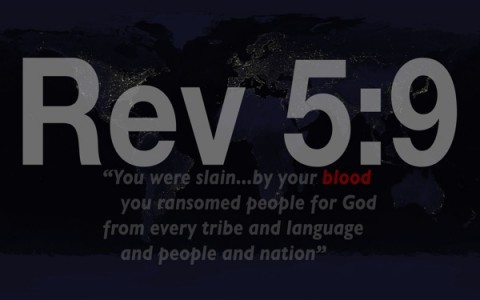 Rev 5:9
“You were slain...by your blood
you ransomed people for God
from every tribe and language
and people and nation”